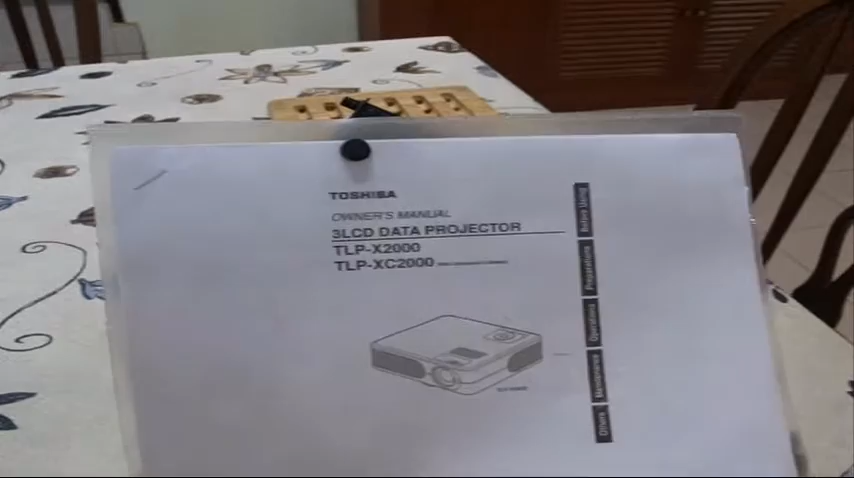 TOSHIBA
OWNER'S MANUAL
3LCD DATA PROJECTOR
TLP-X2000
TLP-XC2000
Before Using
Preparations
Operations
Maintenance
Others